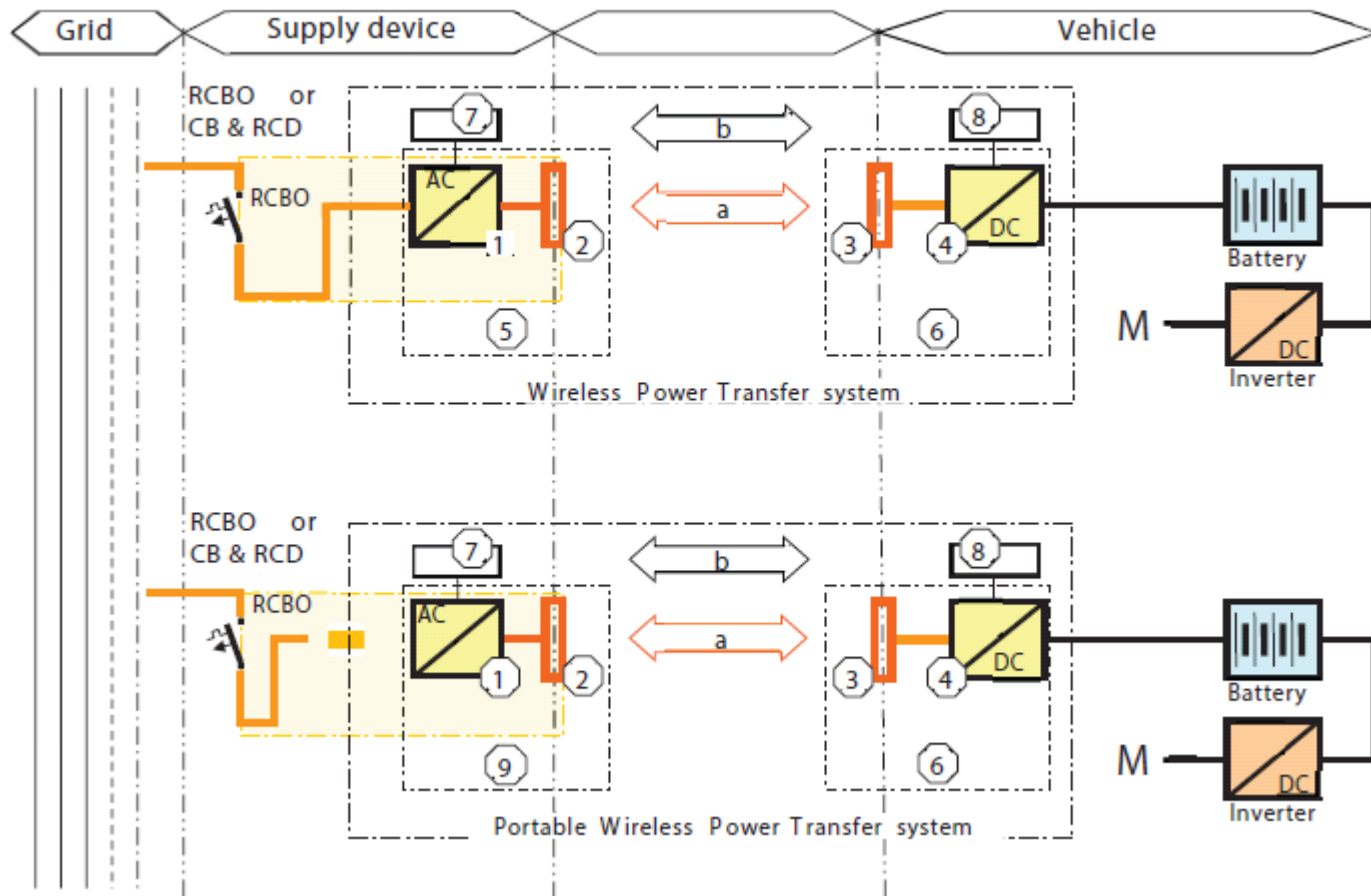 Grid
Supply device
Vehicle
RCBO or
CB & RCD
7
b
8
RCBO
AC
1
2
a
3
4
DC
Battery
5
6
M
DC
Inverter
Wireless Power Transfer system
RCBO or
CB & RCD
7
b
8
RCBO
AC
1
2
a
3
4
DC
Battery
9
6
M
DC
Inverter
Portable Wireless Power Transfer system